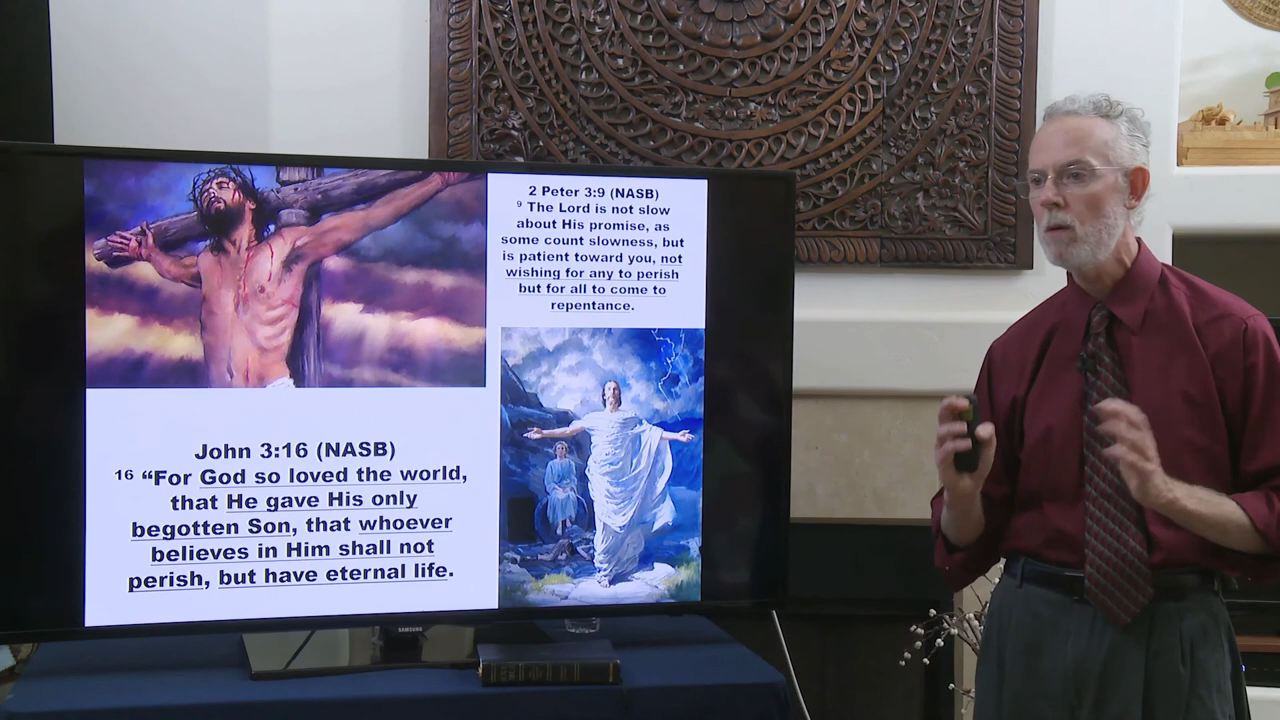 2 Peter 3:9 (NASB)
9 The Lord is not slow
about His promise, as
some count slowness, but
is patient toward you, not
wishing for any to perish
but for all to come to
repentance.
John 3:16 (NASB)
16 “For God so loved the world,
that He gave His only
begotten Son, that whoever
believes in Him shall not
perish, but have eternal life.
SAMSUNG